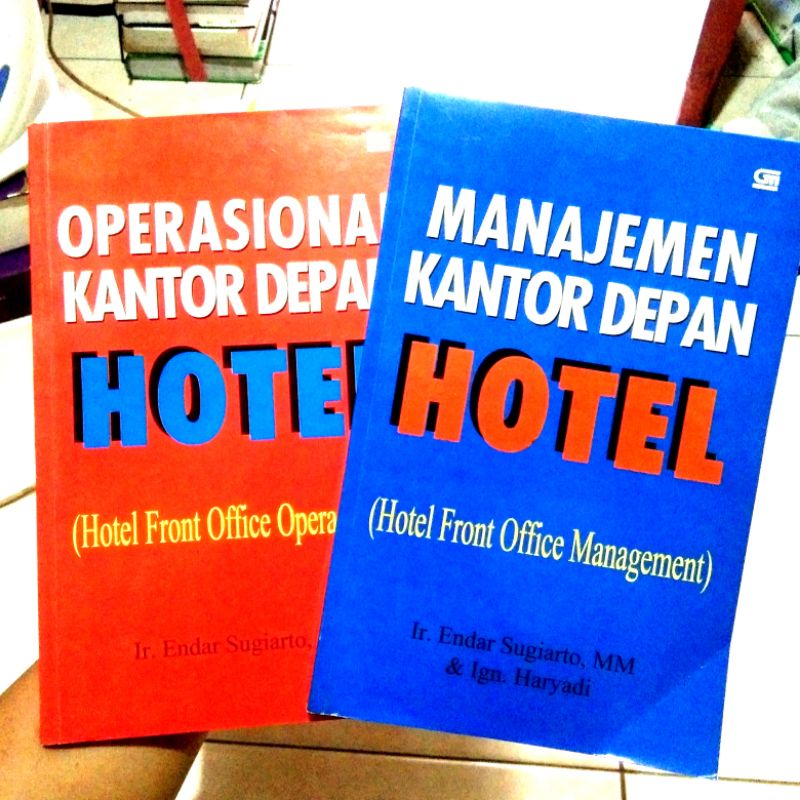 OPERASIONAL
KANTOR DEPAN
HOTEL
(Hotel Front Office Opera
Ir. Endar Sugiarto,
GM
MANAJEMEN
KANTOR DEPAN
HOTEL
(Hotel Front Office Management)
Ir. Endar Sugiarto, MM
& Ign. Haryadi